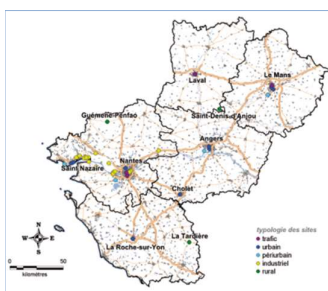 Laval
Le Mans
Guémené-Penfao
Saint-Denis-d'Anjou
Angers
Saint Nazaire
Nantes
Cholet
La Tardière
La Roche-sur-Yon
typologie des sites
trafic
urbain
périurbain
industriel
rural
N
W E
S
0 50
kilomètres